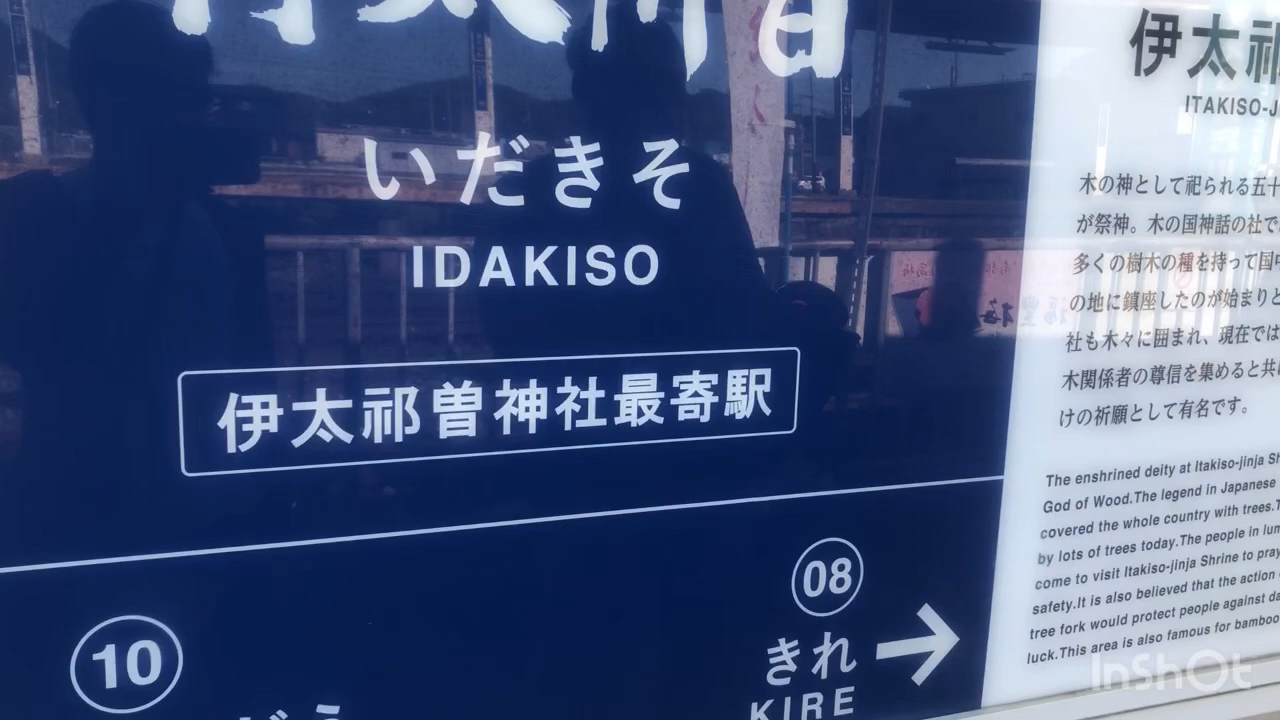 いだきそ
IDAKISO
伊太祁曽神社最寄駅
10
08
きれ
KIRE
伊太祁
ITAKISO-J
木の神として祀られる五十
が祭神。木の国神話の社で
多くの樹木の種を持って国中
の地に鎮座したのが始まりと
社も木々に囲まれ、現在では
木関係者の尊信を集めると共に
けの祈願として有名です。
The enshrined deity at Itakiso-jinja Sh
God of Wood.The legend in Japanese
covered the whole country with trees.T
by lots of trees today.The people in lum
come to visit Itakiso-jinja Shrine to pray
safety.It is also believed that the action
tree fork would protect people against da
luck.This area is also famous for bamboo
InShOt